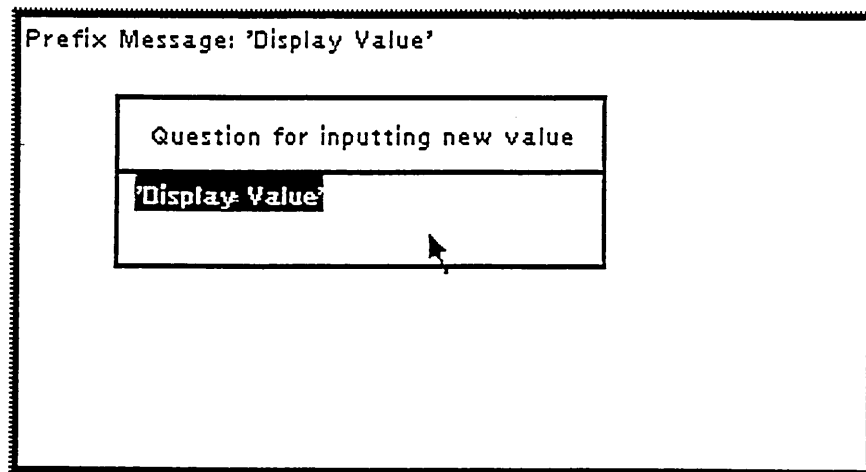 Prefix Message: 'Display Value'
Question for inputting new value
'Display Value'